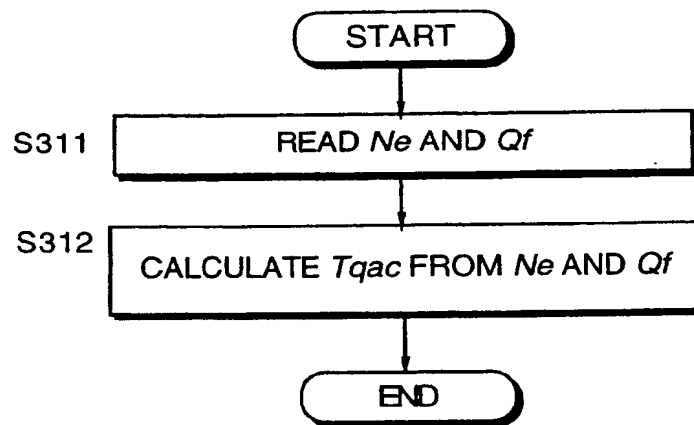 START
S311
READ Ne AND Qf
S312
CALCULATE Tqac FROM Ne AND Qf
END